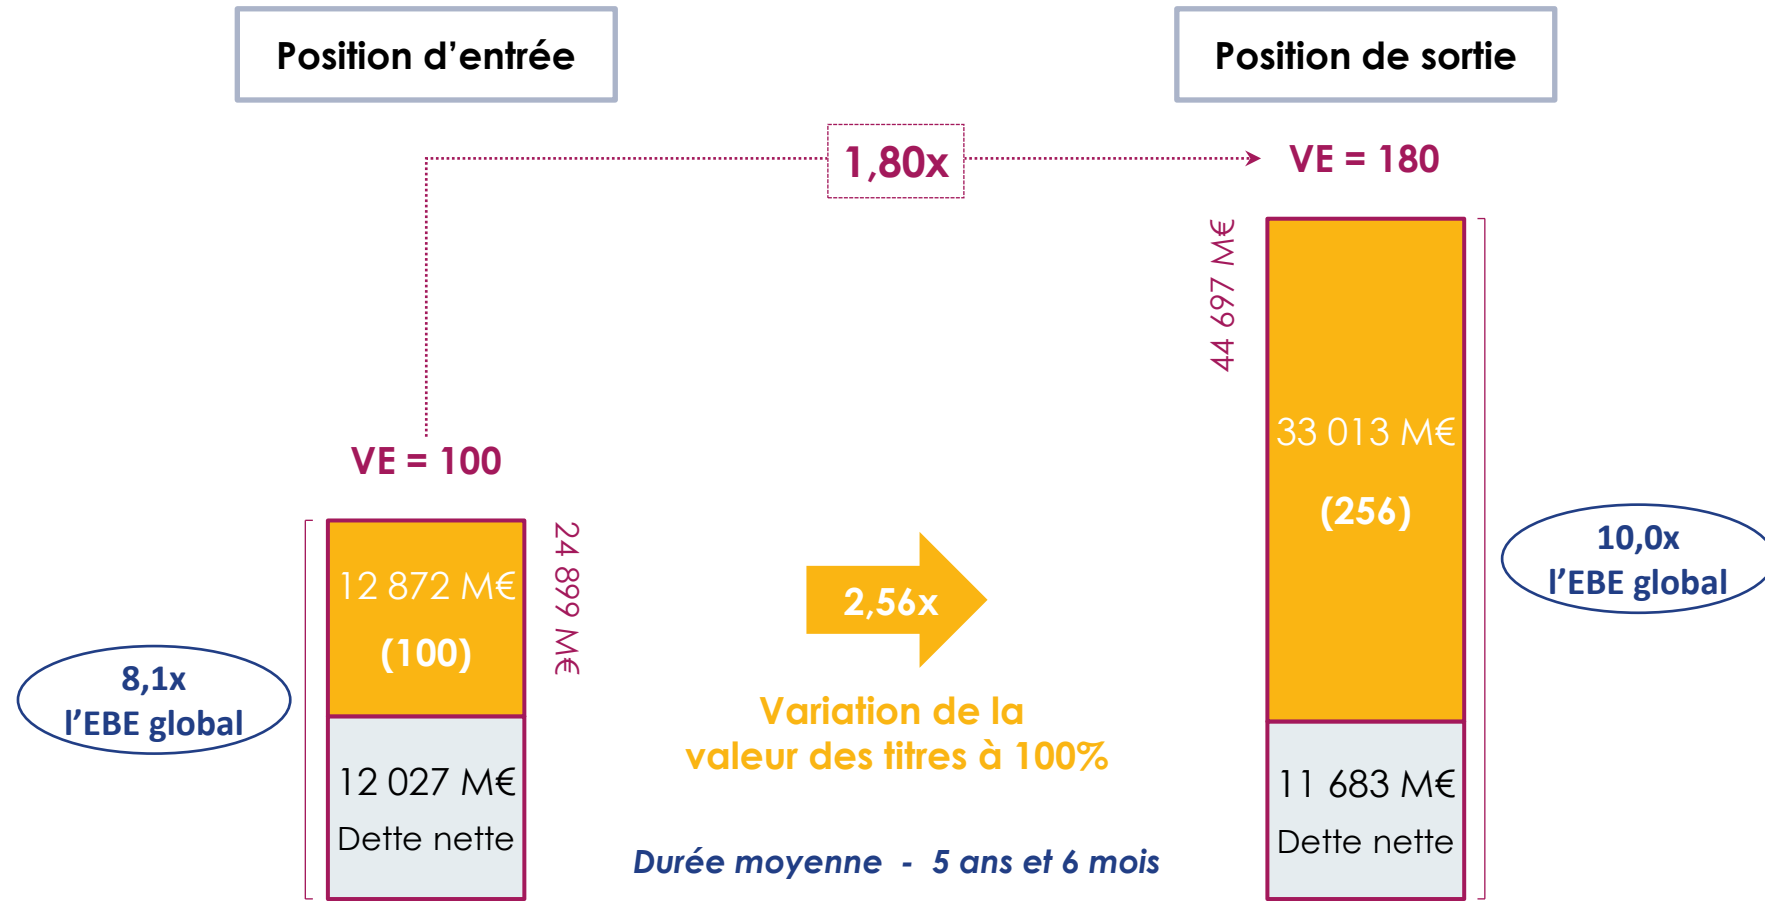 Position d’entrée
Position de sortie
1,80x
VE = 180
VE = 100
44 697 M€
33 013 M€
(256)
10,0x
l’EBE global
24 899 M€
12 872 M€
(100)
8,1x
l’EBE global
2,56x
Variation de la
valeur des titres à 100%
12 027 M€
Dette nette
11 683 M€
Dette nette
Durée moyenne - 5 ans et 6 mois